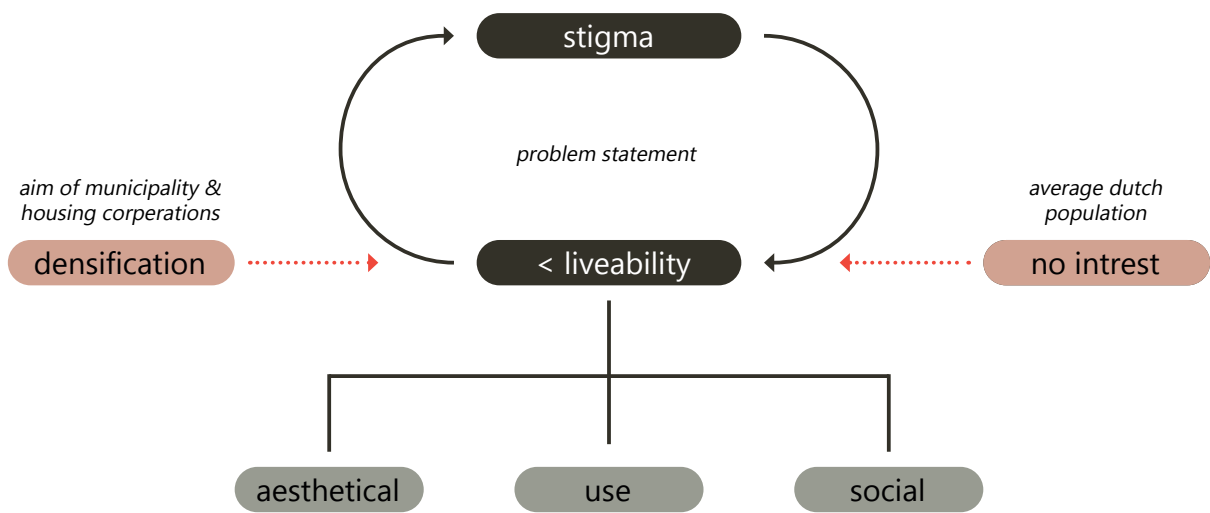 stigma
problem statement
aim of municipality &
housing corperations
densification
< liveability
average dutch
population
no intrest
aesthetical
use
social